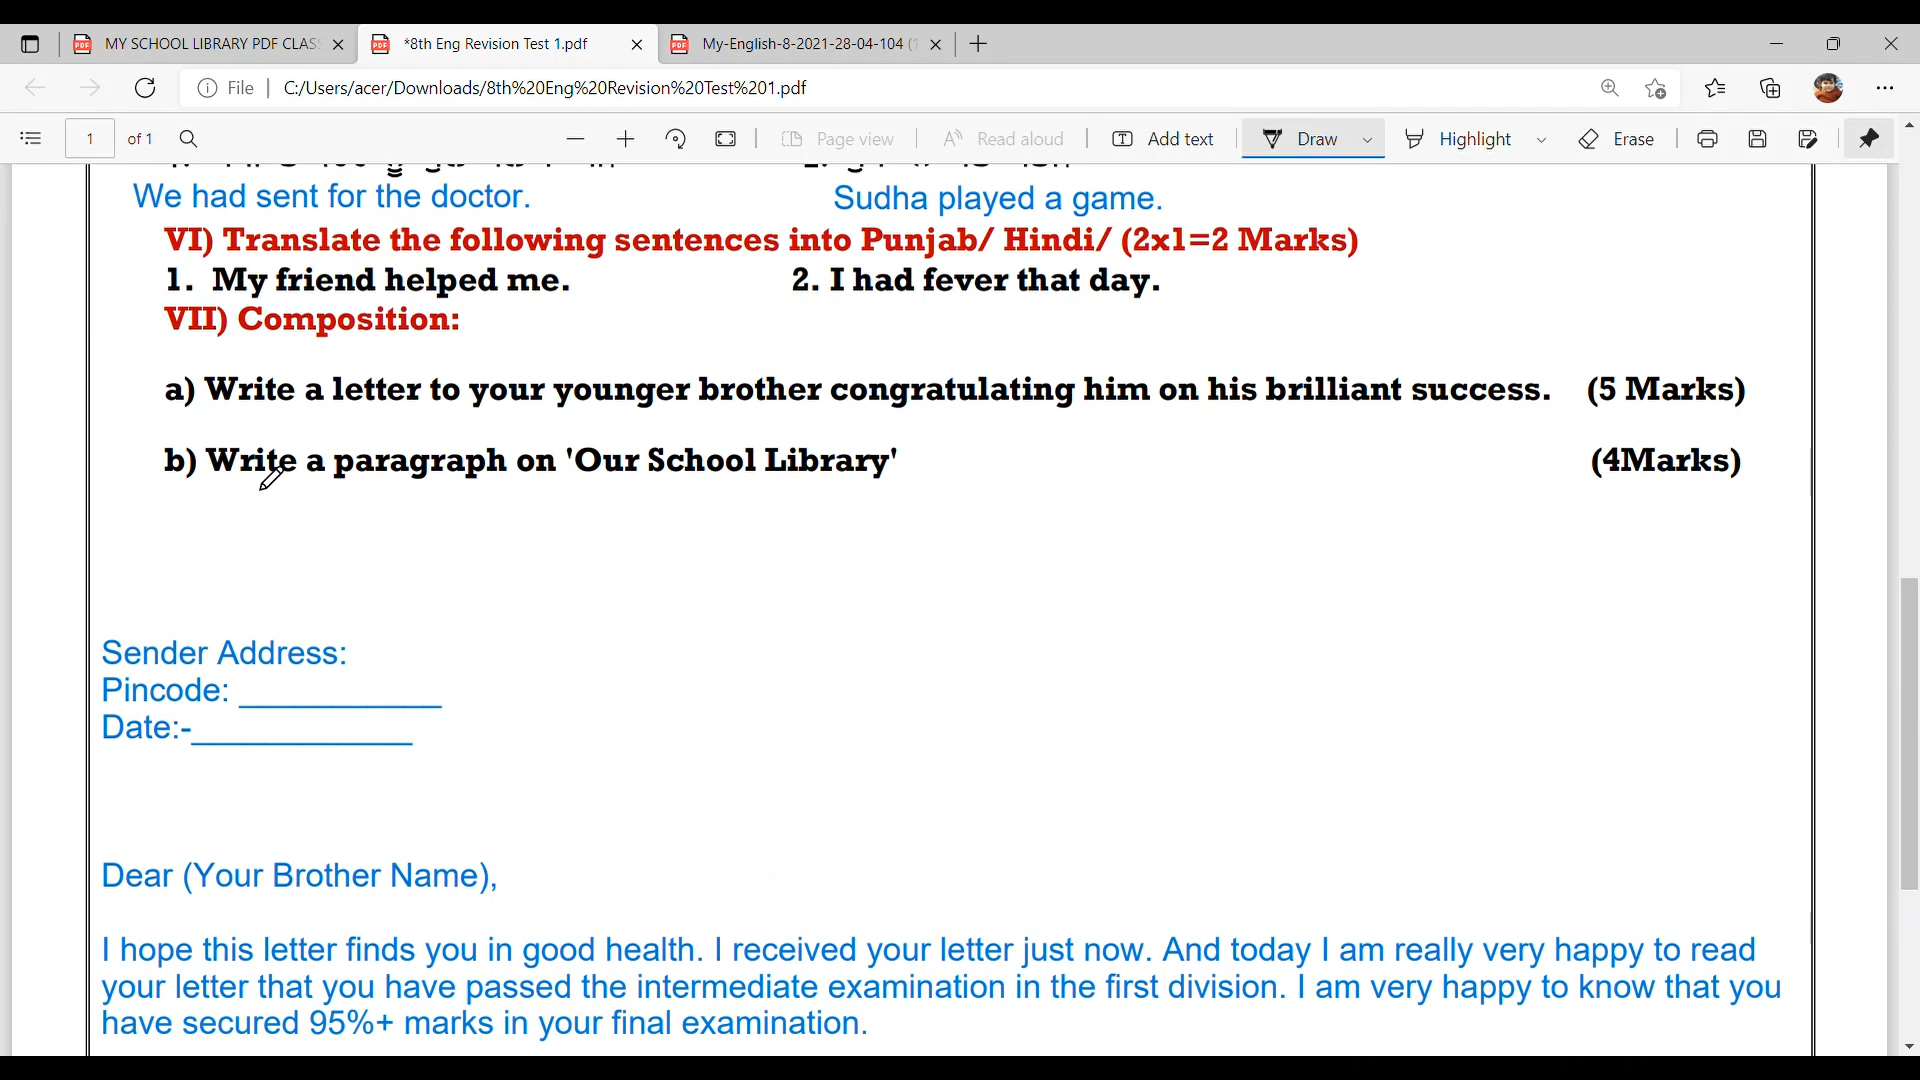 MY SCHOOL LIBRARY PDF CLAS
*8th Eng Revision Test 1.pdf
My-English-8-2021-28-04-104 (1
File
C:/Users/acer/Downloads/8th%20Eng%20Revision%20Test%201.pdf
1 of 1
Page view
Read aloud
Add text
Draw
Highlight
Erase
We had sent for the doctor. Sudha played a game.
VI) Translate the following sentences into Punjab/ Hindi/ (2x1=2 Marks)
1. My friend helped me. 2. I had fever that day.
VII) Composition:
a) Write a letter to your younger brother congratulating him on his brilliant success. (5 Marks)
b) Write a paragraph on 'Our School Library' (4Marks)
Sender Address:
Pincode: ___________
Date:-____________
Dear (Your Brother Name),
I hope this letter finds you in good health. I received your letter just now. And today I am really very happy to read
your letter that you have passed the intermediate examination in the first division. I am very happy to know that you
have secured 95%+ marks in your final examination.